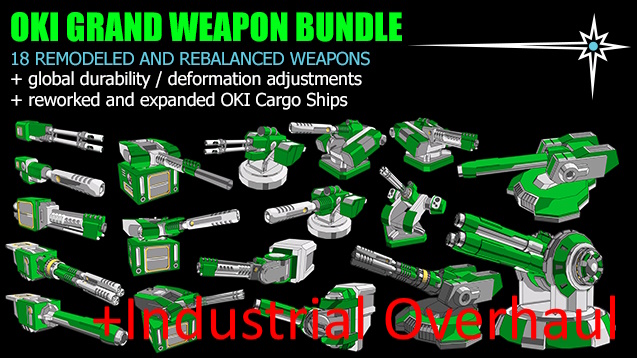 OKI GRAND WEAPON BUNDLE
18 REMODELED AND REBALANCED WEAPONS
+ global durability / deformation adjustments
+ reworked and expanded OKI Cargo Ships
+Industrial Overhaul